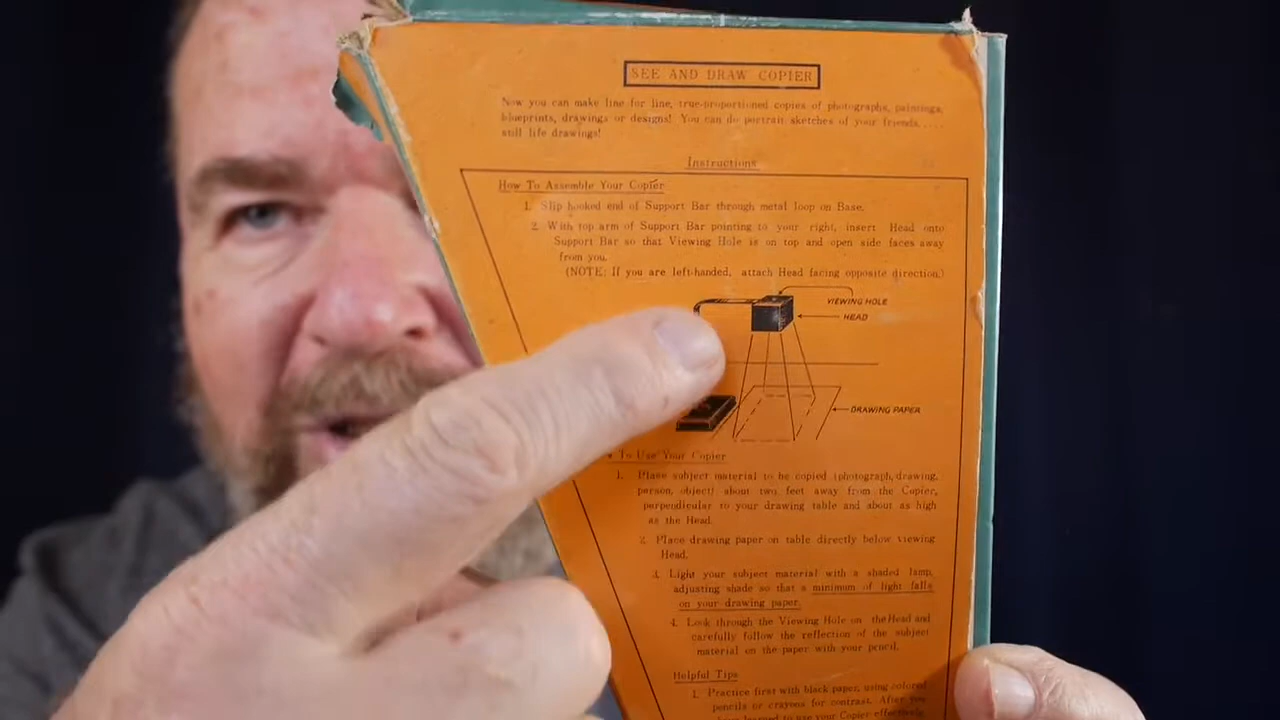 SEE AND DRAW COPIER
Now you can make line for line, true-proportioned copies of photographs, paintings,
blueprints, drawings or designs! You can do portrait sketches of your friends....
still life drawings!
Instructions
How To Assemble Your Copier
1. Slip hooked end of Support Bar through metal loop on Base.
2. With top arm of Support Bar pointing to your right, insert Head onto
Support Bar so that Viewing Hole is on top and open side faces away
from you.
(NOTE: If you are left-handed, attach Head facing opposite direction.)
VIEWING HOLE
HEAD
DRAWING PAPER
To Use Your Copier
1. Place subject material to be copied (photograph, drawing,
person, object) about two feet away from the Copier,
perpendicular to your drawing table and about as high
as the Head.
2. Place drawing paper on table directly below viewing
Head.
3. Light your subject material with a shaded lamp,
adjusting shade so that a minimum of light falls
on your drawing paper.
4. Look through the Viewing Hole on the Head and
carefully follow the reflection of the subject
material on the paper with your pencil.
Helpful Tips
1. Practice first with black paper, using colored
pencils or crayons for contrast. After you
have learned to use your Copier effectively,